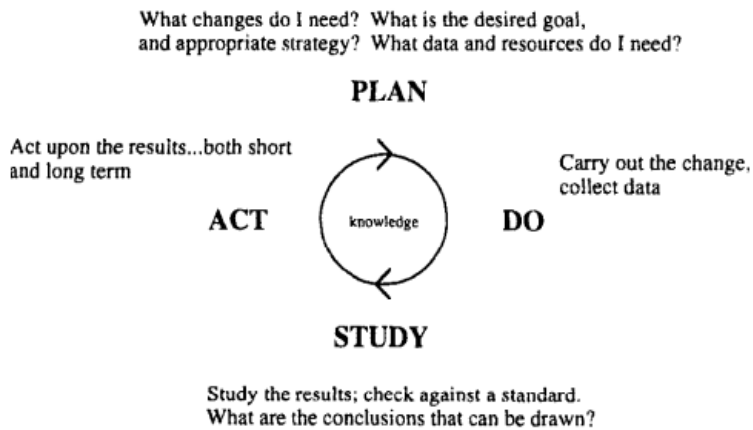 What changes do I need? What is the desired goal,
and appropriate strategy? What data and resources do I need?
PLAN
Act upon the results...both short
and long term
Carry out the change,
collect data
ACT
knowledge
DO
STUDY
Study the results; check against a standard.
What are the conclusions that can be drawn?